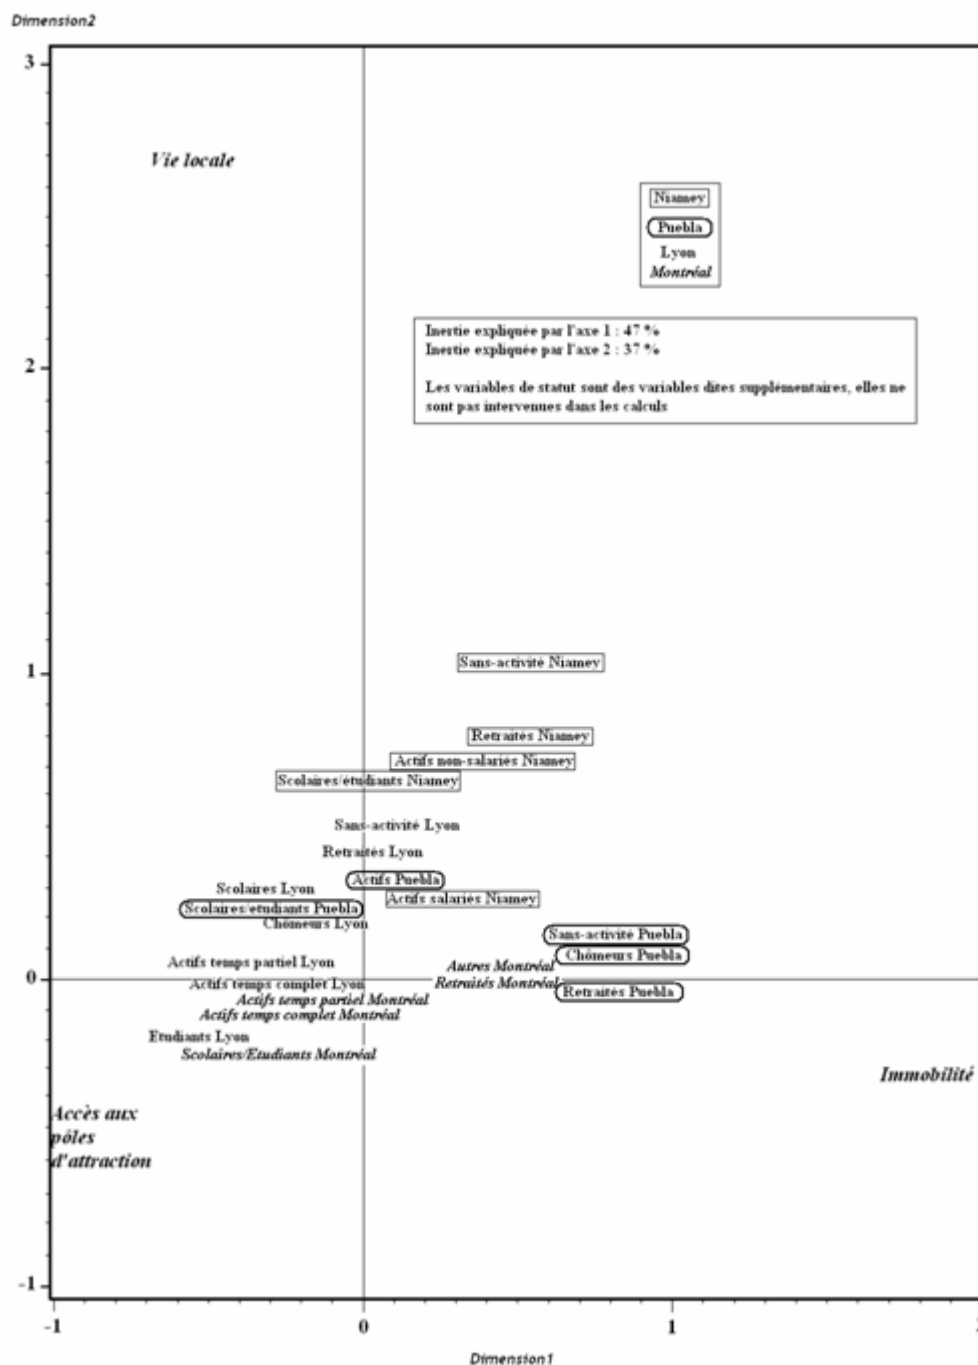 Dimension2
3
Vie locale
Niamey
Puebla
Lyon
Montréal
Inertie expliquée par l'axe 1 : 47 %
Inertie expliquée par l'axe 2 : 37 %
Les variables de statut sont des variables dites supplémentaires, elles ne
sont pas intervenues dans les calculs
2
Sans-activité Niamey
1
Retraités Niamey
Actifs non-salariés Niamey
Scolaires/étudiants Niamey
Sans-activité Lyon
Retraités Lyon
Actifs Puebla
Scolaires Lyon
Actifs salariés Niamey
Scolaires/etudiants Puebla
Chômeurs Lyon
Sans-activité Puebla
Chômeurs Puebla
Actifs temps partiel Lyon
Autres Montréal
0
Actifs temps complet Lyon
Retraités Montréal
Retraités Puebla
Actifs temps partiel Montréal
Actifs temps complet Montréal
Etudiants Lyon
Scolaires/Etudiants Montréal
Immobilité
Accès aux
pôles
d'attraction
-1
-1 0 1
Dimension1